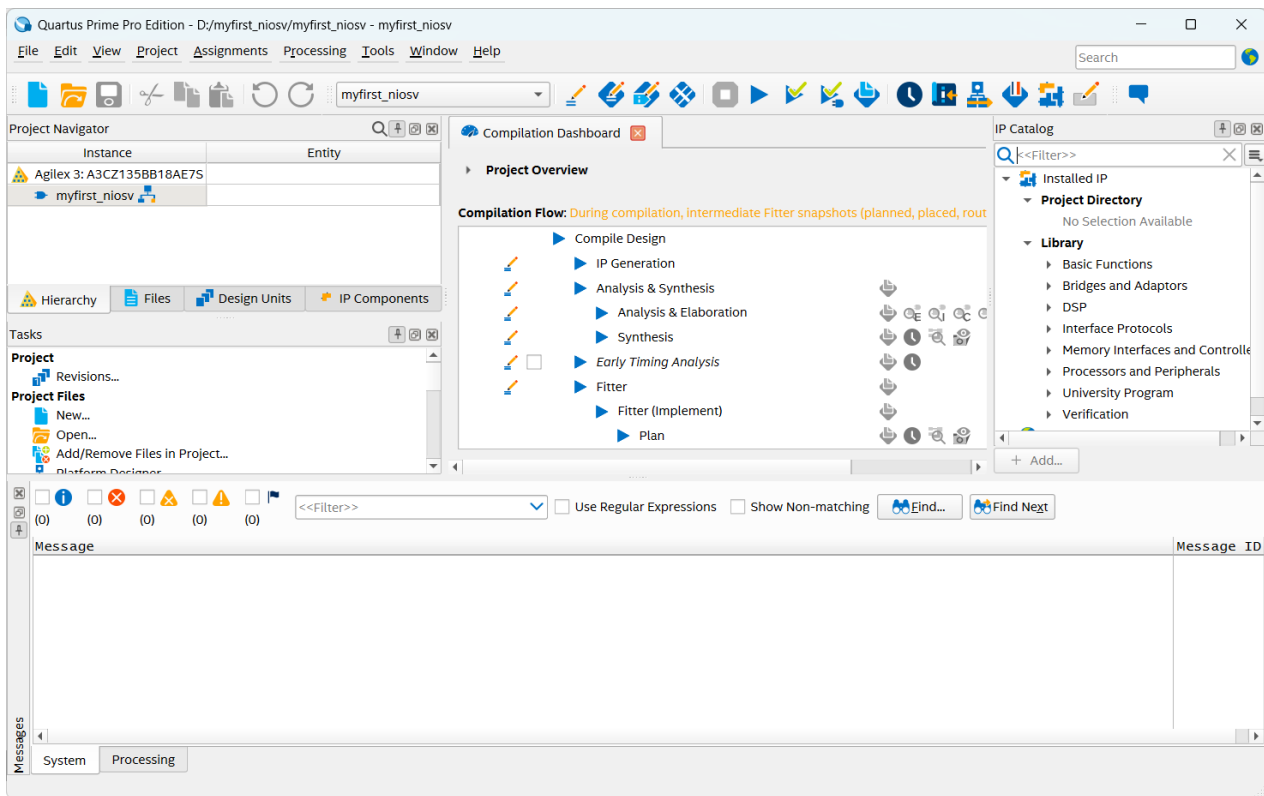 Quartus Prime Pro Edition - D:/myfirst_niosv/myfirst_niosv - myfirst_niosv
File Edit View Project Assignments Processing Tools Window Help
Search
myfirst_niosv
Project Navigator
Instance Entity
Agilex 3: A3CZ135BB18AE7S
myfirst_niosv
Hierarchy Files Design Units IP Components
Tasks
Project
Revisions...
Project Files
New...
Open...
Add/Remove Files in Project...
Platform Designer
Compilation Dashboard
Project Overview
Compilation Flow: During compilation, intermediate Fitter snapshots (planned, placed, rout
Compile Design
IP Generation
Analysis & Synthesis
Analysis & Elaboration
Synthesis
Early Timing Analysis
Fitter
Fitter (Implement)
Plan
IP Catalog
<<Filter>>
Installed IP
Project Directory
No Selection Available
Library
Basic Functions
Bridges and Adaptors
DSP
Interface Protocols
Memory Interfaces and Controlle
Processors and Peripherals
University Program
Verification
+ Add...
(0) (0) (0) (0) (0)
<<Filter>>
Use Regular Expressions
Show Non-matching
Find...
Find Next
Message Message ID
Messages
System Processing